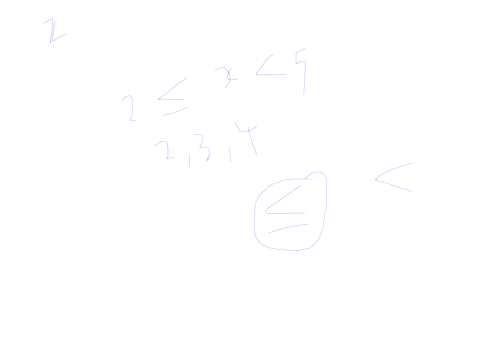 2
2 ≤ x < 5
2, 3, 4
≤ <